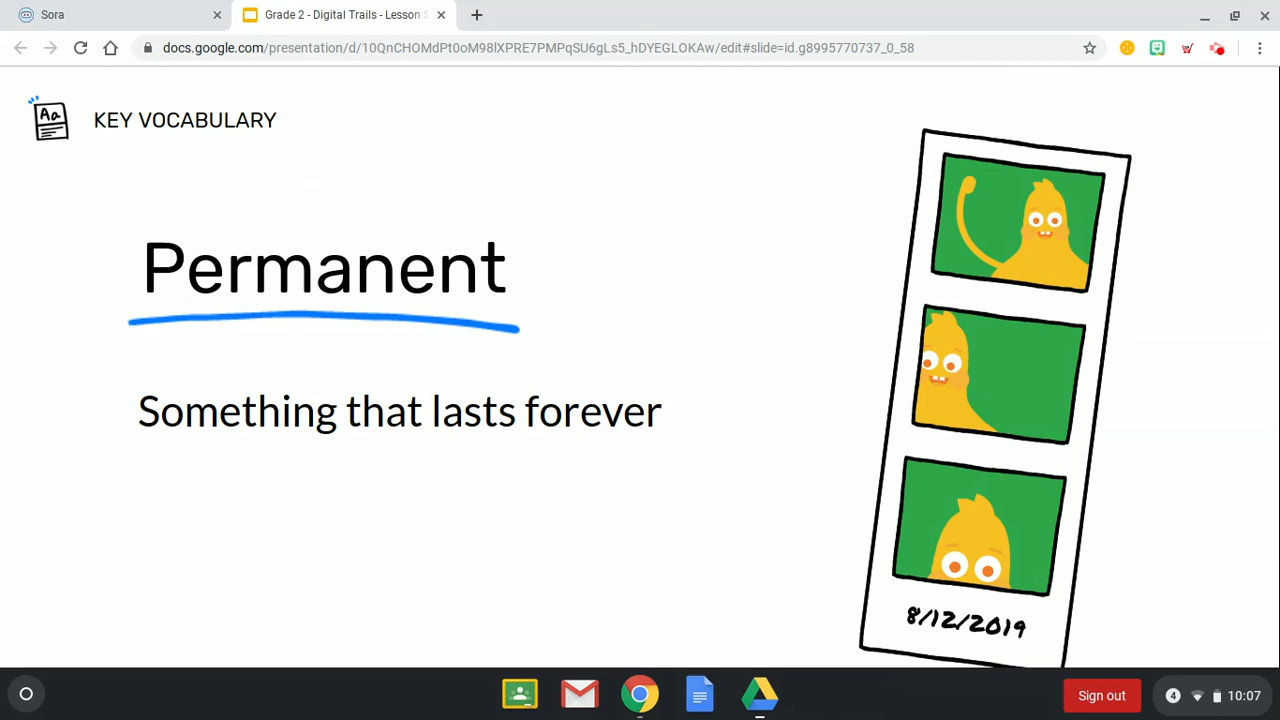 Sora
Grade 2 - Digital Trails - Lesson S
docs.google.com/presentation/d/10QnCHOMdPt0oM98lXPRE7PMPqSU6gLs5_hDYEGLOKAw/edit#slide=id.g8995770737_0_58
Aa
KEY VOCABULARY
Permanent
Something that lasts forever
8/12/2019
Sign out
4
10:07